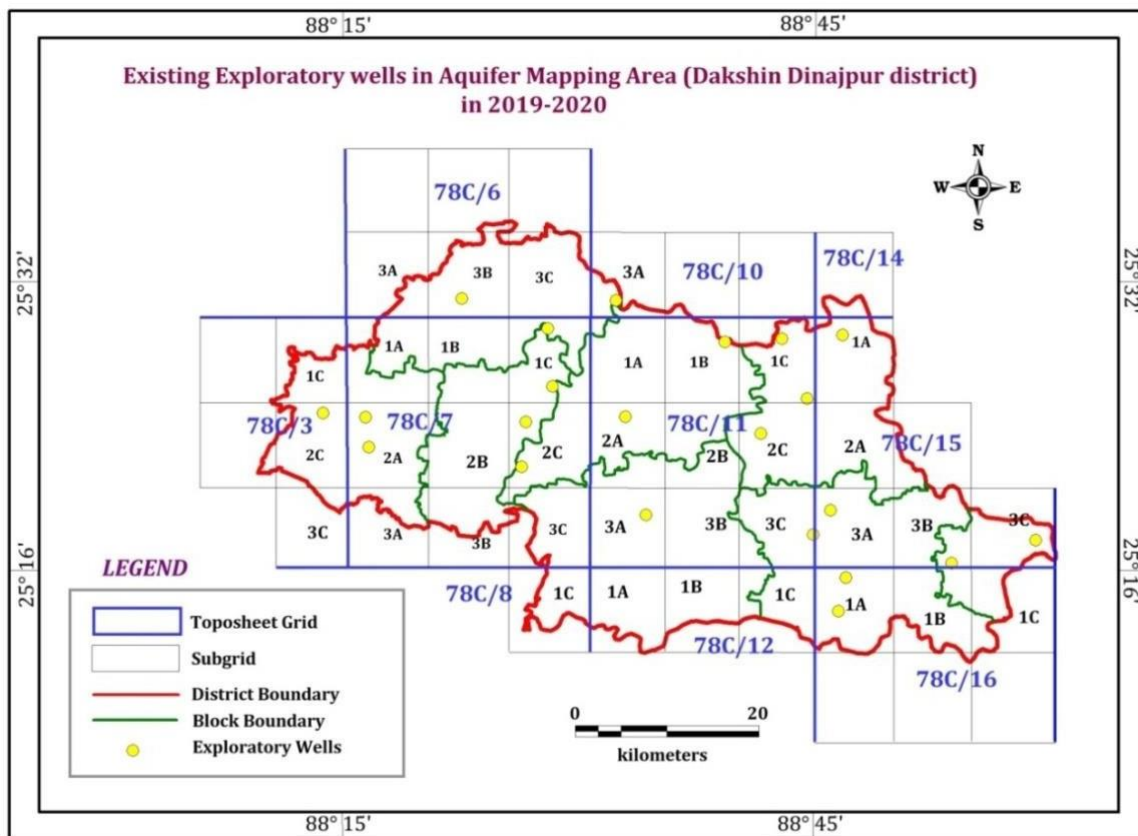 88° 15'
88° 45'
Existing Exploratory wells in Aquifer Mapping Area (Dakshin Dinajpur district)
in 2019-2020
N
W E
S
78C/6
78C/10
78C/14
25° 32'
25° 32'
3A 3B 3C 3A
1A 1B 1C 1A 1B 1C 1A
1C
78C/3 78C/7 78C/11 78C/15
2C 2A 2B 2C 2A 2B 2C 2A
3C 3A 3B 3C 3A 3B 3C 3A 3B 3C
25° 16'
25° 16'
78C/8
1C 1A 1B 1C 1A 1B 1C
78C/12
78C/16
LEGEND
Toposheet Grid
Subgrid
District Boundary
Block Boundary
Exploratory Wells
0 20
kilometers
88° 15'
88° 45'